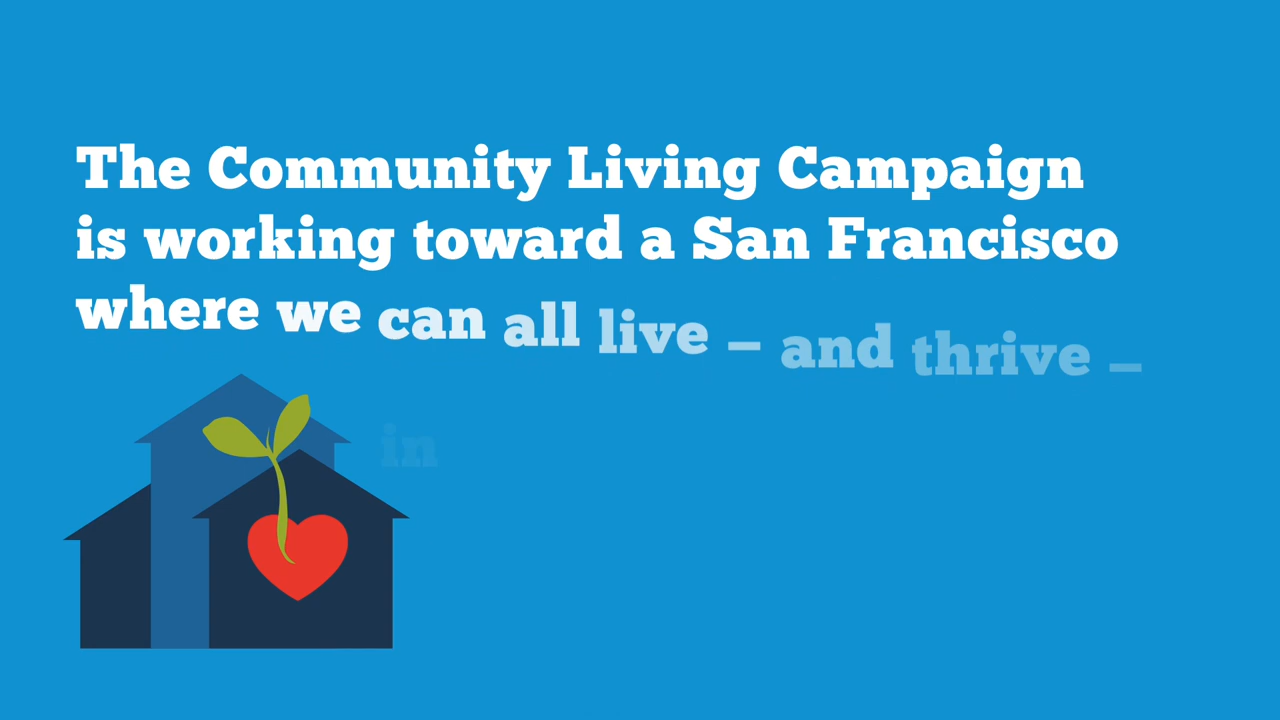 The Community Living Campaign
is working toward a San Francisco
where we can all live – and thrive –
in